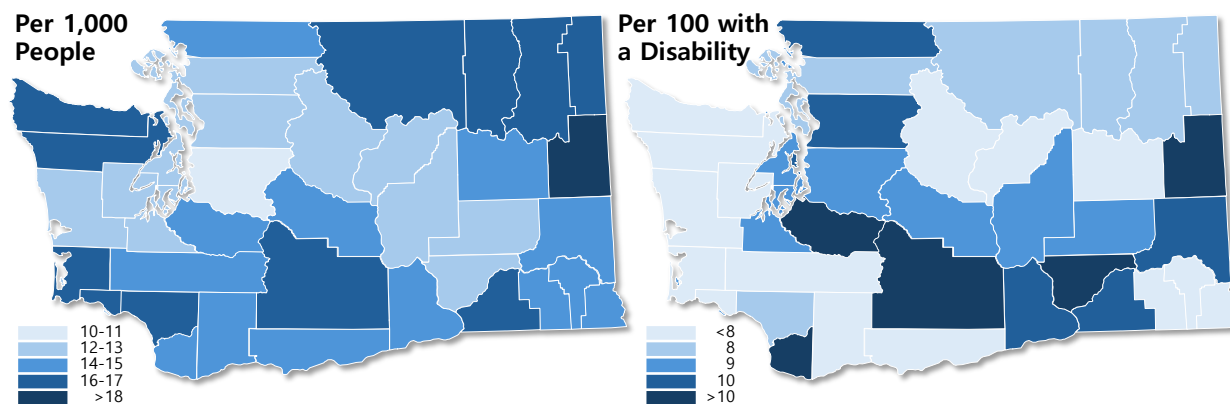 Per 1,000
People
10-11
12-13
14-15
16-17
>18
Per 100 with
a Disability
<8
8
9
10
>10